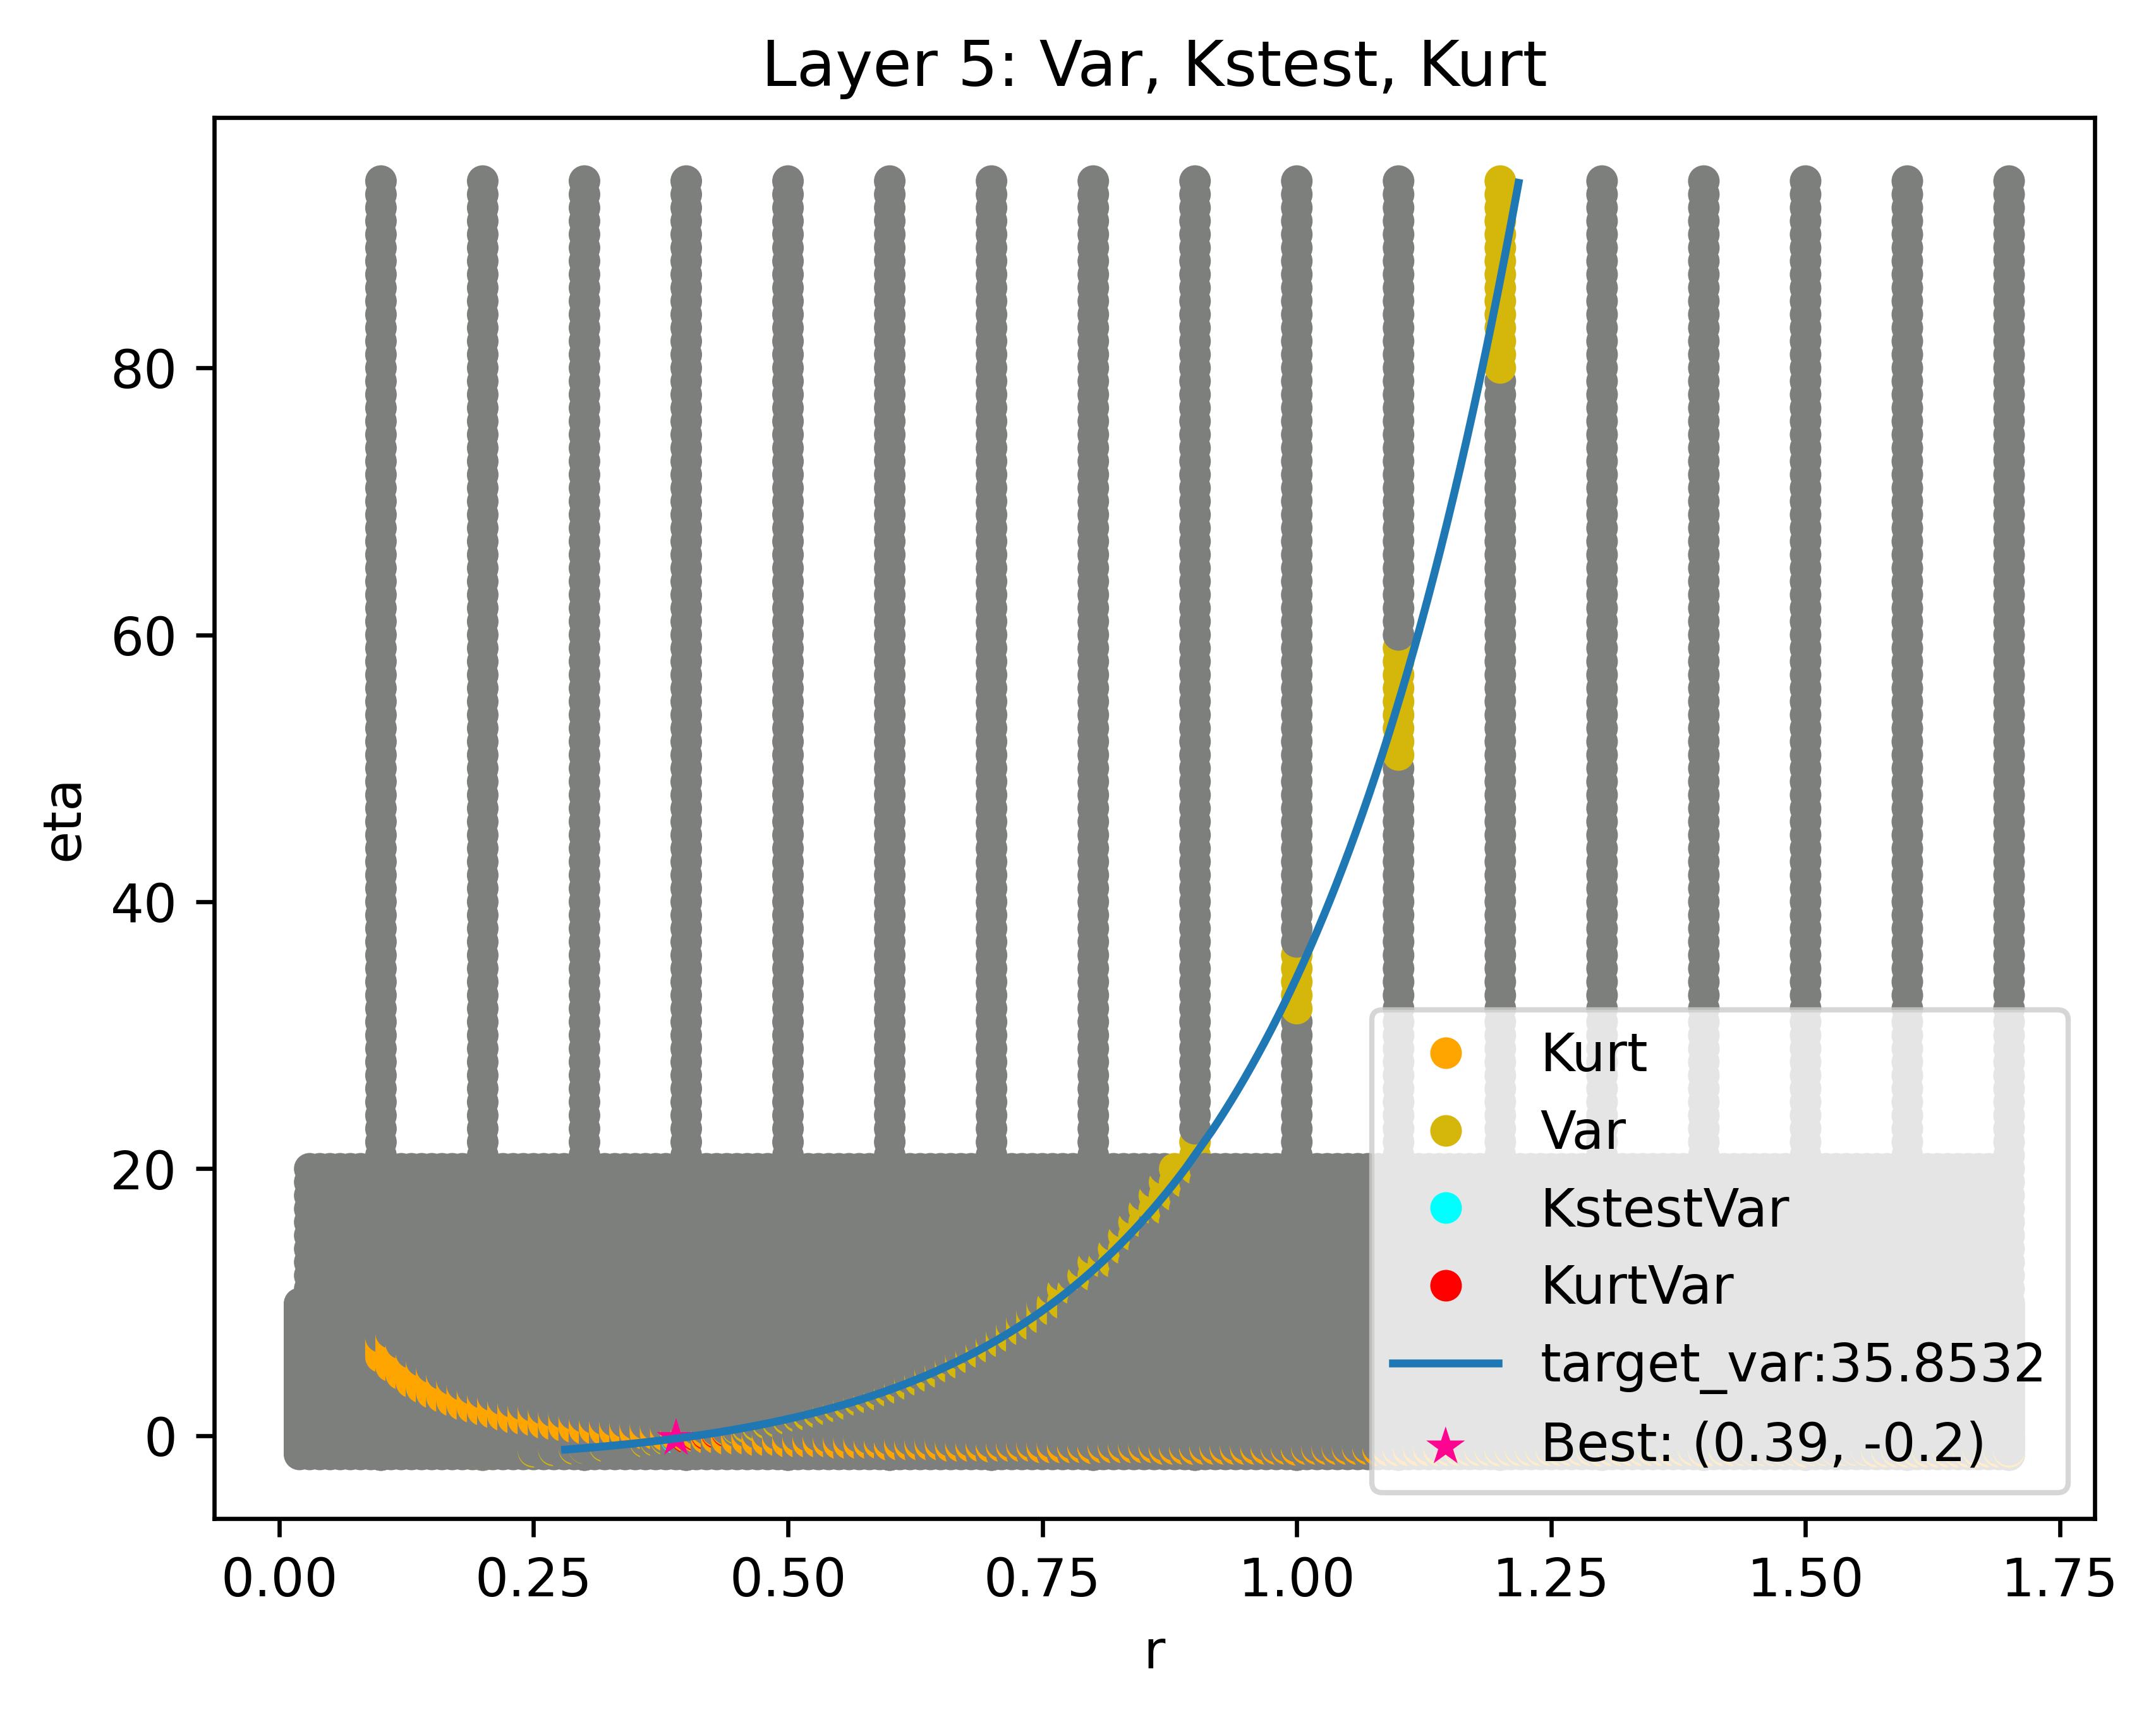 Layer 5: Var, Kstest, Kurt
eta
80
60
40
20
0
Kurt
Var
KstestVar
KurtVar
target_var:35.8532
Best: (0.39, -0.2)
0.00 0.25 0.50 0.75 1.00 1.25 1.50 1.75
r